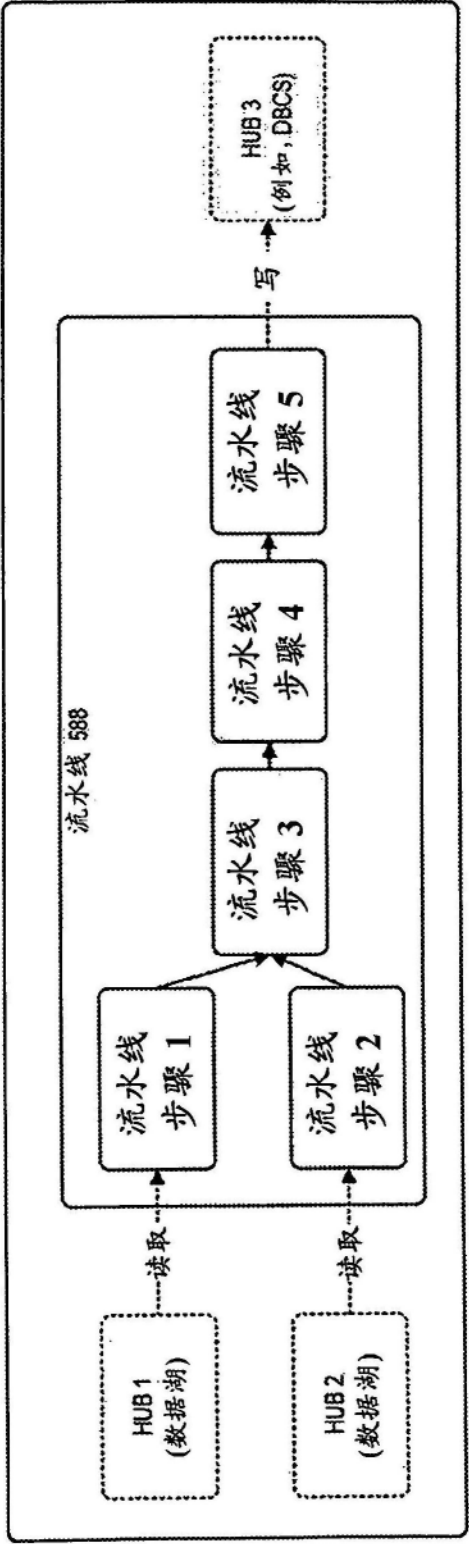 流水线 588
HUB 1
(数据湖)
读取
流水线
步骤 1
HUB 2
(数据湖)
读取
流水线
步骤 2
流水线
步骤 3
流水线
步骤 4
流水线
步骤 5
写
HUB 3
(例如,DBCS)